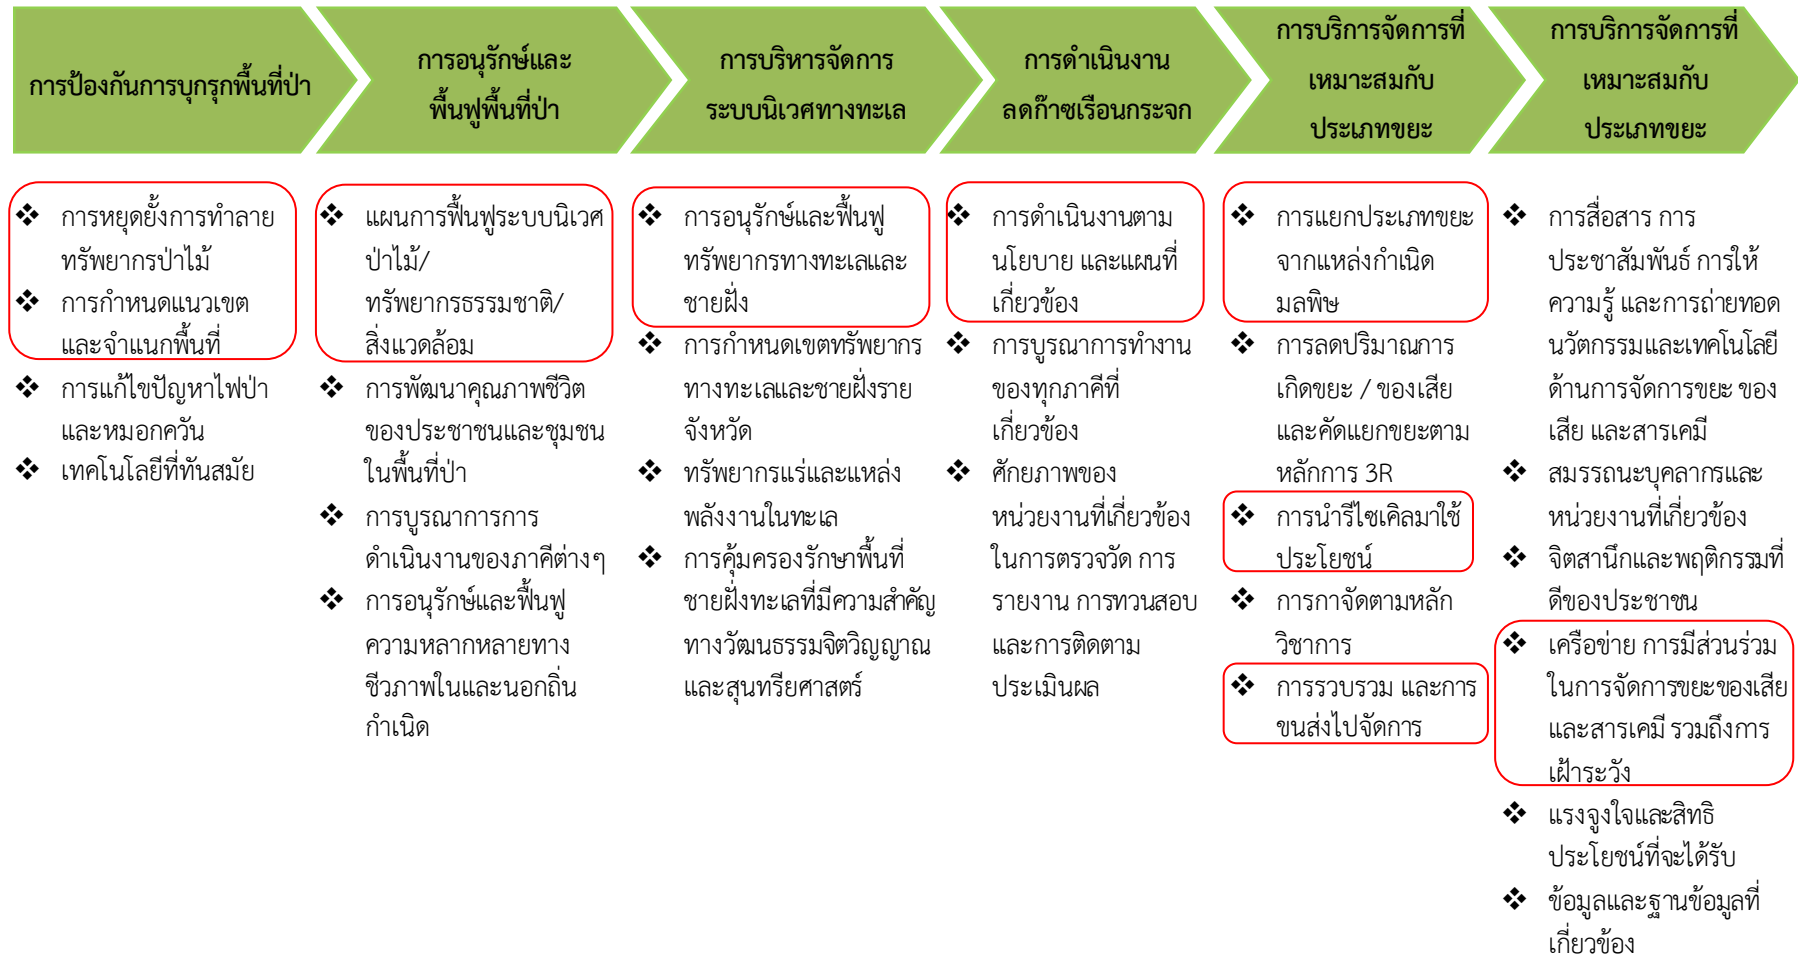 การป้องกันการบุกรุกพื้นที่ป่า
การอนุรักษ์และ
พื้นฟูพื้นที่ป่า
การบริหารจัดการ
ระบบนิเวศทางทะเล
การดำเนินงาน
ลดก๊าซเรือนกระจก
การบริการจัดการที่
เหมาะสมกับ
ประเภทขยะ
การบริการจัดการที่
เหมาะสมกับ
ประเภทขยะ
❖ การหยุดยั้งการทำลาย
ทรัพยากรป่าไม้
❖ การกำหนดแนวเขต
และจำแนกพื้นที่
❖ การแก้ไขปัญหาไฟป่า
และหมอกควัน
❖ เทคโนโลยีที่ทันสมัย
❖ แผนการฟื้นฟูระบบนิเวศ
ป่าไม้/
ทรัพยากรธรรมชาติ/
สิ่งแวดล้อม
❖ การพัฒนาคุณภาพชีวิต
ของประชาชนและชุมชน
ในพื้นที่ป่า
❖ การบูรณาการการ
ดำเนินงานของภาคีต่างๆ
❖ การอนุรักษ์และฟื้นฟู
ความหลากหลายทาง
ชีวภาพในและนอกถิ่น
กำเนิด
❖ การอนุรักษ์และฟื้นฟู
ทรัพยากรทางทะเลและ
ชายฝั่ง
❖ การกำหนดเขตทรัพยากร
ทางทะเลและชายฝั่งราย
จังหวัด
❖ ทรัพยากรแร่และแหล่ง
พลังงานในทะเล
❖ การคุ้มครองรักษาพื้นที่
ชายฝั่งทะเลที่มีความสำคัญ
ทางวัฒนธรรมจิตวิญญาณ
และสุนทรียศาสตร์
❖ การดำเนินงานตาม
นโยบาย และแผนที่
เกี่ยวข้อง
❖ การบูรณาการทำงาน
ของทุกภาคีที่
เกี่ยวข้อง
❖ ศักยภาพของ
หน่วยงานที่เกี่ยวข้อง
ในการตรวจวัด การ
รายงาน การทวนสอบ
และการติดตาม
ประเมินผล
❖ การแยกประเภทขยะ
จากแหล่งกำเนิด
มลพิษ
❖ การลดปริมาณการ
เกิดขยะ / ของเสีย
และคัดแยกขยะตาม
หลักการ 3R
❖ การนำรีไซเคิลมาใช้
ประโยชน์
❖ การกาจัดตามหลัก
วิชาการ
❖ การรวบรวม และการ
ขนส่งไปจัดการ
❖ การสื่อสาร การ
ประชาสัมพันธ์ การให้
ความรู้ และการถ่ายทอด
นวัตกรรมและเทคโนโลยี
ด้านการจัดการขยะ ของ
เสีย และสารเคมี
❖ สมรรถนะบุคลากรและ
หน่วยงานที่เกี่ยวข้อง
❖ จิตสานึกและพฤติกรรมที่
ดีของประชาชน
❖ เครือข่าย การมีส่วนร่วม
ในการจัดการขยะของเสีย
และสารเคมี รวมถึงการ
เฝ้าระวัง
❖ แรงจูงใจและสิทธิ
ประโยชน์ที่จะได้รับ
❖ ข้อมูลและฐานข้อมูลที่
เกี่ยวข้อง